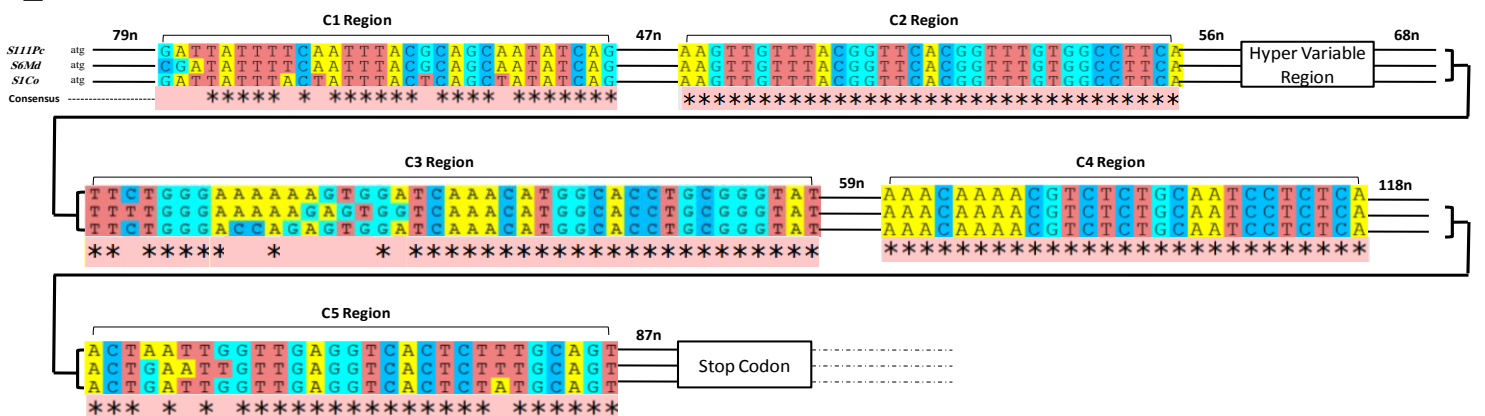 79n C1 Region 47n C2 Region 56n Hyper Variable Region 68n
S111Pc atg GATTATTTTCAATTTACGCAGCAATATCAG AAGTTGTTTACGGTTCACGGTTTGTGGCCTTCA
S6Md atg CGATATTTTCAATTTACGCAGCAATATCAG AAGTTGTTTACGGTTCACGGTTTGTGGCCTTCA
S1Co atg GATTATTTACTATTTACTCAGCTATATCAG AAGTTGTTTACGGTTCACGGTTTGTGGCCTTCA
Consensus ***** * ****** **** ******* *********************************
C3 Region 59n C4 Region 118n
TTCTGGGAAAAAAGTGGATCAAACATGGCACCTGCGGGTAT AAACAAAACGTCTCTGCAATCCTCTCA
TTTTGGGAAAAAGAGTGGTCAAACATGGCACCTGCGGGTAT AAACAAAACGTCTCTGCAATCCTCTCA
TTCTGGGACCAGAGTGGATCAAACATGGCACCTGCGGGTAT AAACAAAACGTCTCTGCAATCCTCTCA
** ***** * * *********************** ***************************
C5 Region 87n Stop Codon
ACTAATTGGTTGAGGTCACTCTTTGCAGT
ACTGAATTGTTGAGGTCACTCTTTGCAGT
ACTGATTGGTTGAGGTCACTCTATGCAGT
*** * * ************** ******